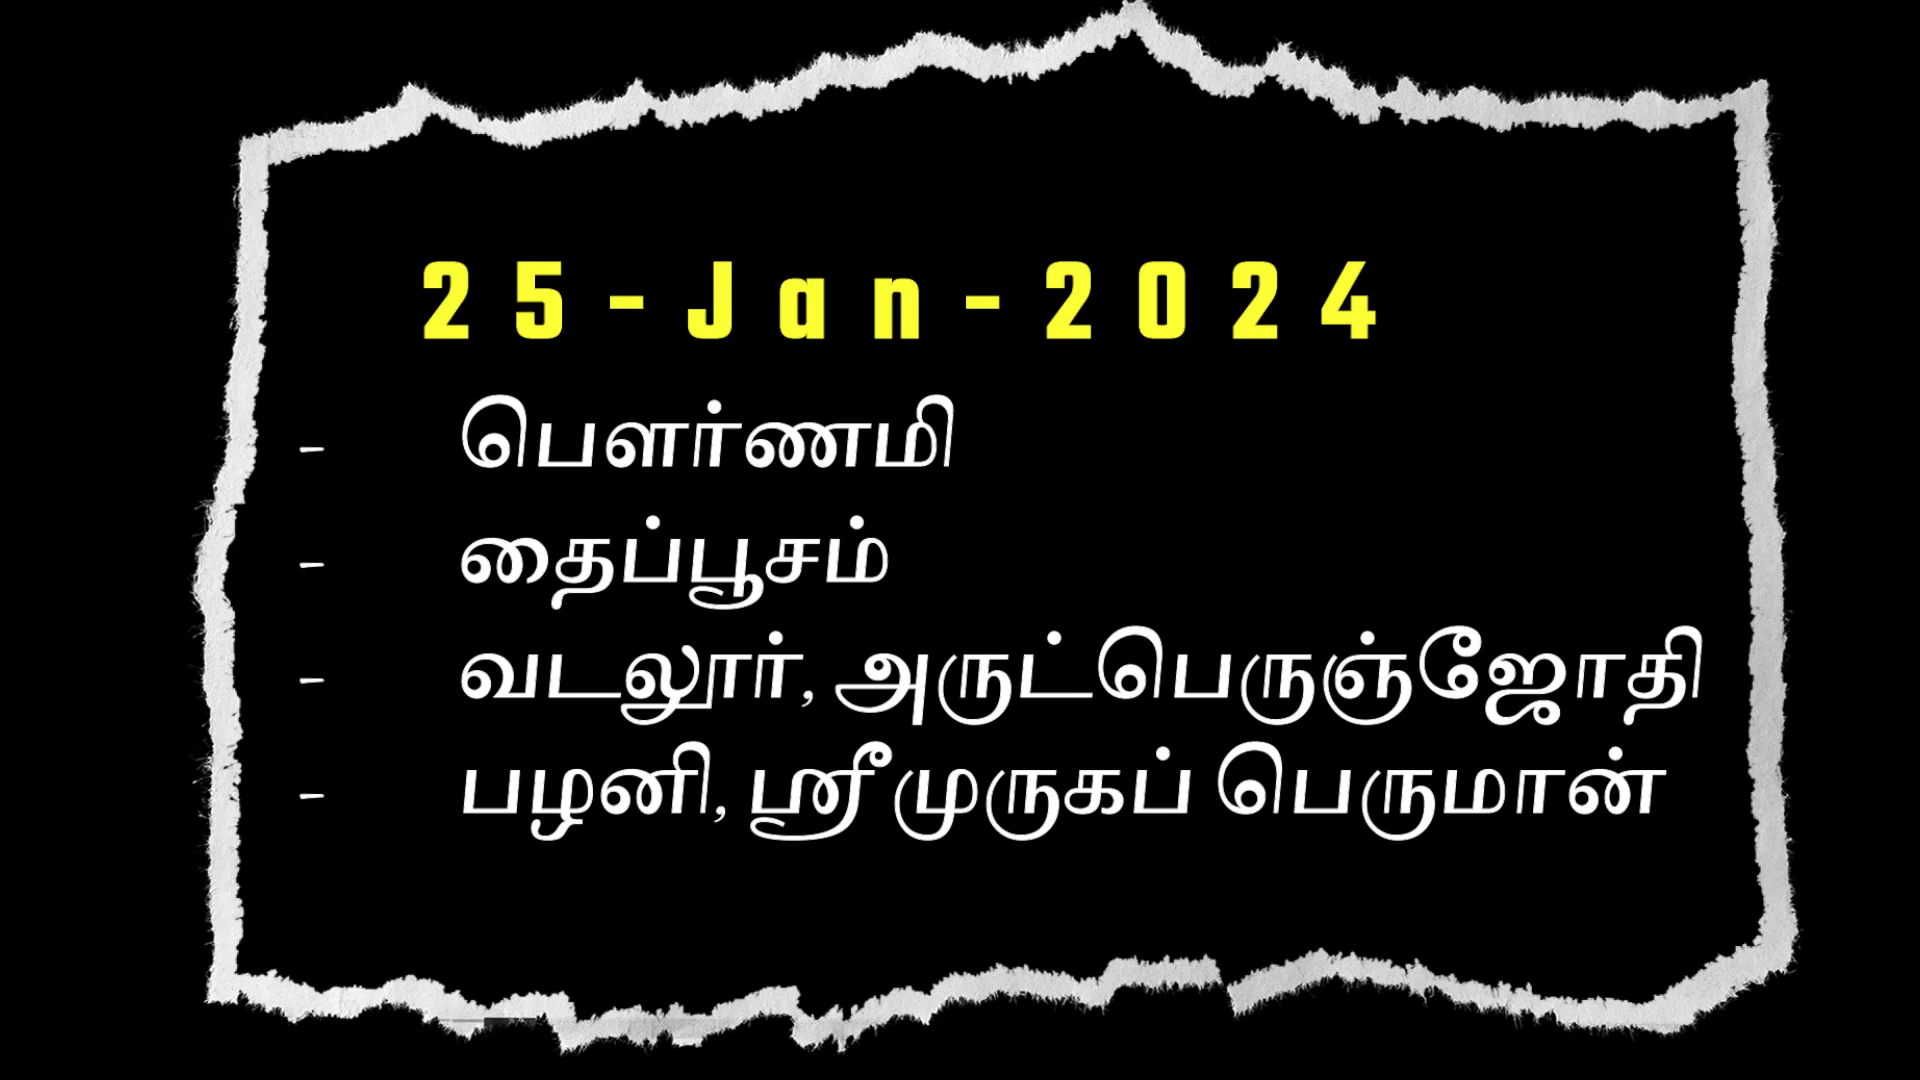 25-Jan-2024
- பௌர்ணமி
- தைப்பூசம்
- வடலூர், அருட்பெருஞ்ஜோதி
- பழனி, ஸ்ரீ முருகப் பெருமான்